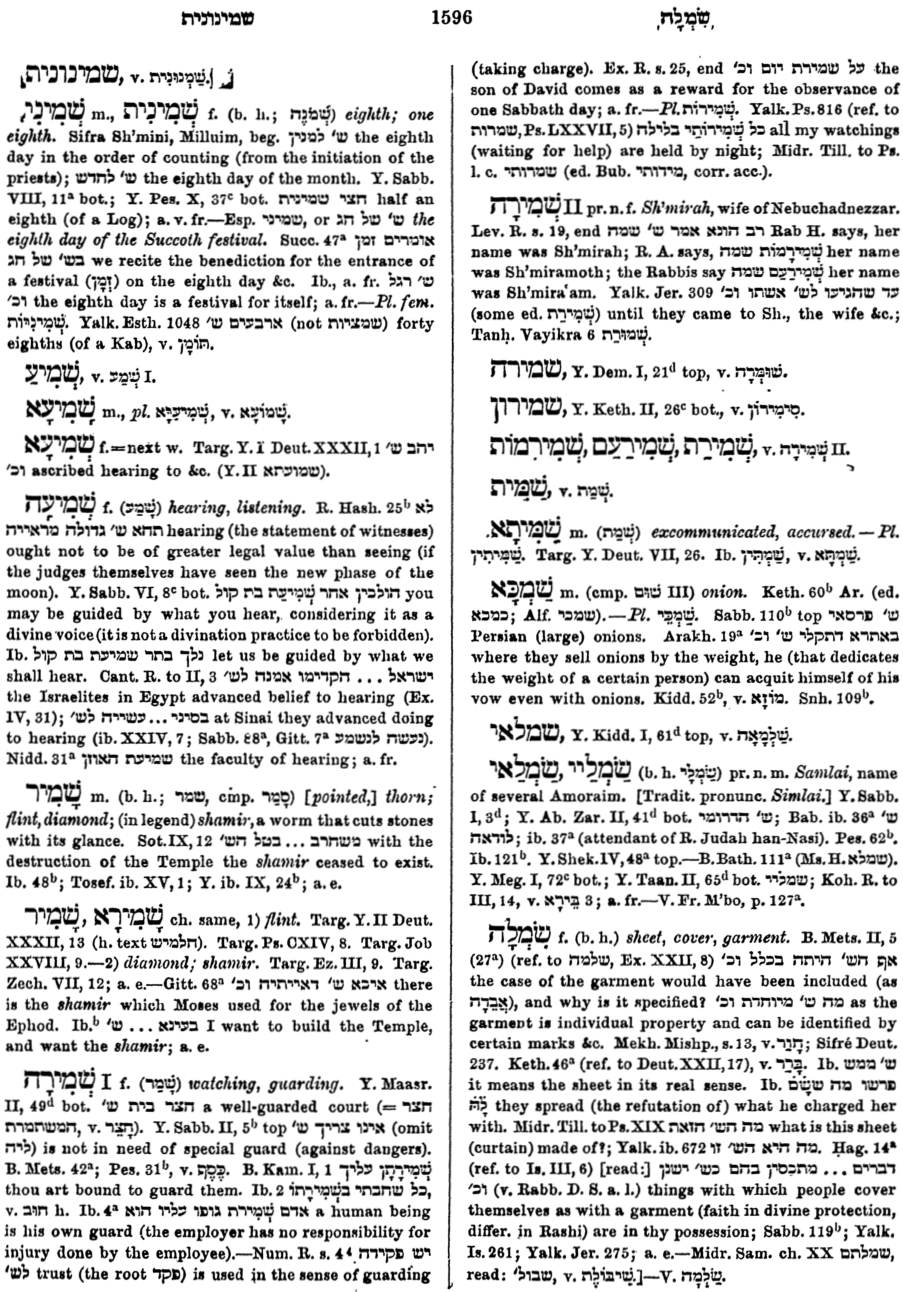 שמינונית 1596 שִׂמְלָה
שמינונית, v. שְׁמַנוּנִית.
שְׁמִינִי m., שְׁמִינִית f. (b. h.; שְׁמֹנֶה) eighth; one
eighth. Sifra Sh'mini, Milluim, beg. ש' למנין the eighth
day in the order of counting (from the initiation of the
priests); ש' לחדש the eighth day of the month. Y. Sabb.
VIII, 11ᵃ bot.; Y. Pes. X, 37ᶜ bot. חצי שמינית half an
eighth (of a Log); a. v. fr.—Esp. שמיני, or ש' של חג the
eighth day of the Succoth festival. Succ. 47ᵃ אומרים זמן
בש' של חג we recite the benediction for the entrance of
a festival (זְמָן) on the eighth day &c. Ib., a. fr. ש' רגל
וכ' the eighth day is a festival for itself; a. fr.—Pl. fem.
שְׁמִינִיּוֹת. Yalk. Esth. 1048 ארבעים ש' (not שמציות) forty
eighths (of a Kab), v. תּוֹמָן.
שְׁמִיעַ, v. שְׁמַע I.
שָׁמִיעָא m., pl. שְׁמִיעַיָּא, v. שָׁמוֹעָא.
שְׁמִיעָא f.=next w. Targ. Y. I Deut. XXXII, 1 יהב ש'
וכ' ascribed hearing to &c. (Y. II שמועתא).
שְׁמִיעָה f. (שָׁמַע) hearing, listening. R. Hash. 25ᵇ לא
תהא ש' גדולה מראייה hearing (the statement of witnesses)
ought not to be of greater legal value than seeing (if
the judges themselves have seen the new phase of the
moon). Y. Sabb. VI, 8ᶜ bot. הולכין אחר שְׁמִיעַת בת קול you
may be guided by what you hear, considering it as a
divine voice (it is not a divination practice to be forbidden).
Ib. נלך בתר שמיעת בת קול let us be guided by what we
shall hear. Cant. R. to II, 3 ישראל ... הקדימו אמנה לש'
the Israelites in Egypt advanced belief to hearing (Ex.
IV, 31); בסיני ... עשייה לש' at Sinai they advanced doing
to hearing (ib. XXIV, 7; Sabb. 88ᵃ, Gitt. 7ᵃ נעשה לנשמע).
Nidd. 31ᵃ שמיעת האוזן the faculty of hearing; a. fr.
שָׁמִיר m. (b. h.; שמר, cmp. סָמַר) [pointed,] thorn;
flint, diamond; (in legend) shamir, a worm that cuts stones
with its glance. Sot. IX, 12 משחרב ... בטל הש' with the
destruction of the Temple the shamir ceased to exist.
Ib. 48ᵇ; Tosef. ib. XV, 1; Y. ib. IX, 24ᵇ; a. e.
שָׁמִיר, שָׁמִירָא ch. same, 1) flint. Targ. Y. II Deut.
XXXII, 13 (h. text חלמיש). Targ. Ps. CXIV, 8. Targ. Job
XXVIII, 9.—2) diamond; shamir. Targ. Ez. III, 9. Targ.
Zech. VII, 12; a. e.—Gitt. 68ᵃ איכא ש' דאייתיה וכ' there
is the shamir which Moses used for the jewels of the
Ephod. Ib.ᵇ בעינא ... ש' I want to build the Temple,
and want the shamir; a. e.
שְׁמִירָה I f. (שָׁמַר) watching, guarding. Y. Maasr.
II, 49ᵈ bot. חצר בית ש' a well-guarded court (= חצר
המשתמרת, v. חָצֵר). Y. Sabb. II, 5ᵇ top אינו צריך ש' (omit
ליה) is not in need of special guard (against dangers).
B. Mets. 42ᵃ; Pes. 31ᵇ, v. כֶּסֶף. B. Kam. I, 1 שְׁמִירָתָן עליך
thou art bound to guard them. Ib. 2 כל שחבתי בשְׁמִירָתוֹ,
v. חוּב h. Ib. 4ᵃ אדם שְׁמִירַת גופו עליו הוא a human being
is his own guard (the employer has no responsibility for
injury done by the employee).—Num. R. s. 4 יש פקידה
לש' trust (the root פקד) is used in the sense of guarding
(taking charge). Ex. R. s. 25, end על שמירת יום וכ' the
son of David comes as a reward for the observance of
one Sabbath day; a. fr.—Pl. שְׁמִירוֹת. Yalk. Ps. 816 (ref. to
שמרות, Ps. LXXVII, 5) כל שְׁמִירוֹתַי בלילה all my watchings
(waiting for help) are held by night; Midr. Till. to Ps.
l. c. שמרותי (ed. Bub. מידותי, corr. acc.).
שְׁמִירָה II pr. n. f. Sh'mirah, wife of Nebuchadnezzar.
Lev. R. s. 19, end רב הונא אמר ש' שמה Rab H. says, her
name was Sh'mirah; R. A. says, שְׁמִירָמוֹת שמה her name
was Sh'miramoth; the Rabbis say שְׁמִירַעַם שמה her name
was Sh'mira‘am. Yalk. Jer. 309 עד שהגיעו לש' אשתו וכ'
(some ed. שְׁמִירַת) until they came to Sh., the wife &c.;
Tanḥ. Vayikra 6 שְׁמוּרַת.
שמירה, Y. Dem. I, 21ᵈ top, v. שׁוּמְרָה.
שמירון, Y. Keth. II, 26ᶜ bot., v. סִימִירוֹן.
שְׁמִירַת, שְׁמִירַעַם, שְׁמִירָמוֹת, v. שְׁמִירָה II.
שַׁמִּית, v. שְׁמַת.
שַׁמִּיתָא m. (שְׁמַת) excommunicated, accursed.—Pl.
שַׁמִּיתִין. Targ. Y. Deut. VII, 26. Ib. שַׁמְתִּין, v. שַׁמְתָּא.
שַׁמְכָּא m. (cmp. שׁוּם III) onion. Keth. 60ᵇ Ar. (ed.
כמכא; Alf. שמכי).—Pl. שַׁמְכֵּי. Sabb. 110ᵇ top ש' פרסאי
Persian (large) onions. Arakh. 19ᵃ באתרא דתקלי ש' וכ'
where they sell onions by the weight, he (that dedicates
the weight of a certain person) can acquit himself of his
vow even with onions. Kidd. 52ᵇ, v. מוֹזָא. Snh. 109ᵇ.
שמלאי, Y. Kidd. I, 61ᵈ top, v. שַׁלְמָאָה.
שַׂמְלַאי, שַׂמְלַיי (b. h. שַׂמְלַי) pr. n. m. Samlai, name
of several Amoraim. [Tradit. pronunc. Simlai.] Y. Sabb.
I, 3ᵈ; Y. Ab. Zar. II, 41ᵈ bot. ש' הדרומי; Bab. ib. 36ᵃ ש'
לודאה; ib. 37ᵃ (attendant of R. Judah han-Nasi). Pes. 62ᵇ.
Ib. 121ᵇ. Y. Shek. IV, 48ᵃ top.—B. Bath. 111ᵃ (Ms. H. שמלא).
Y. Meg. I, 72ᶜ bot.; Y. Taan. II, 65ᵈ bot. שמליי; Koh. R. to
III, 14, v. בֵּירָא 3; a. fr.—V. Fr. M'bo, p. 127ᵃ.
שִׂמְלָה f. (b. h.) sheet, cover, garment. B. Mets. II, 5
(27ᵃ) (ref. to שלמה, Ex. XXII, 8) אף הש' היתה בכלל וכ'
the case of the garment would have been included (as
אֲבֵדָה), and why is it specified? מה ש' מיוחדת וכ' as the
garment is individual property and can be identified by
certain marks &c. Mekh. Mishp., s. 13, v. חָוַר; Sifré Deut.
237. Keth. 46ᵃ (ref. to Deut. XXII, 17), v. בָּרַר. Ib. ש' ממש
it means the sheet in its real sense. Ib. פרשו מה שָׂשָׂם
לָהּ they spread (the refutation of) what he charged her
with. Midr. Till. to Ps. XIX מה הש' הזאת what is this sheet
(curtain) made of?; Yalk. ib. 672 מה היא הש' זו. Ḥag. 14ᵃ
(ref. to Is. III, 6) [read:] דברים ... מתכסין בהם כש' ישנן
וכ' (v. Rabb. D. S. a. l.) things with which people cover
themselves as with a garment (faith in divine protection,
differ. in Rashi) are in thy possession; Sabb. 119ᵇ; Yalk.
Is. 261; Yalk. Jer. 275; a. e.—Midr. Sam. ch. XX שמלתם,
read: שבול', v. שִׁיבּוֹלֶת.]—V. שַׂלְמָה.